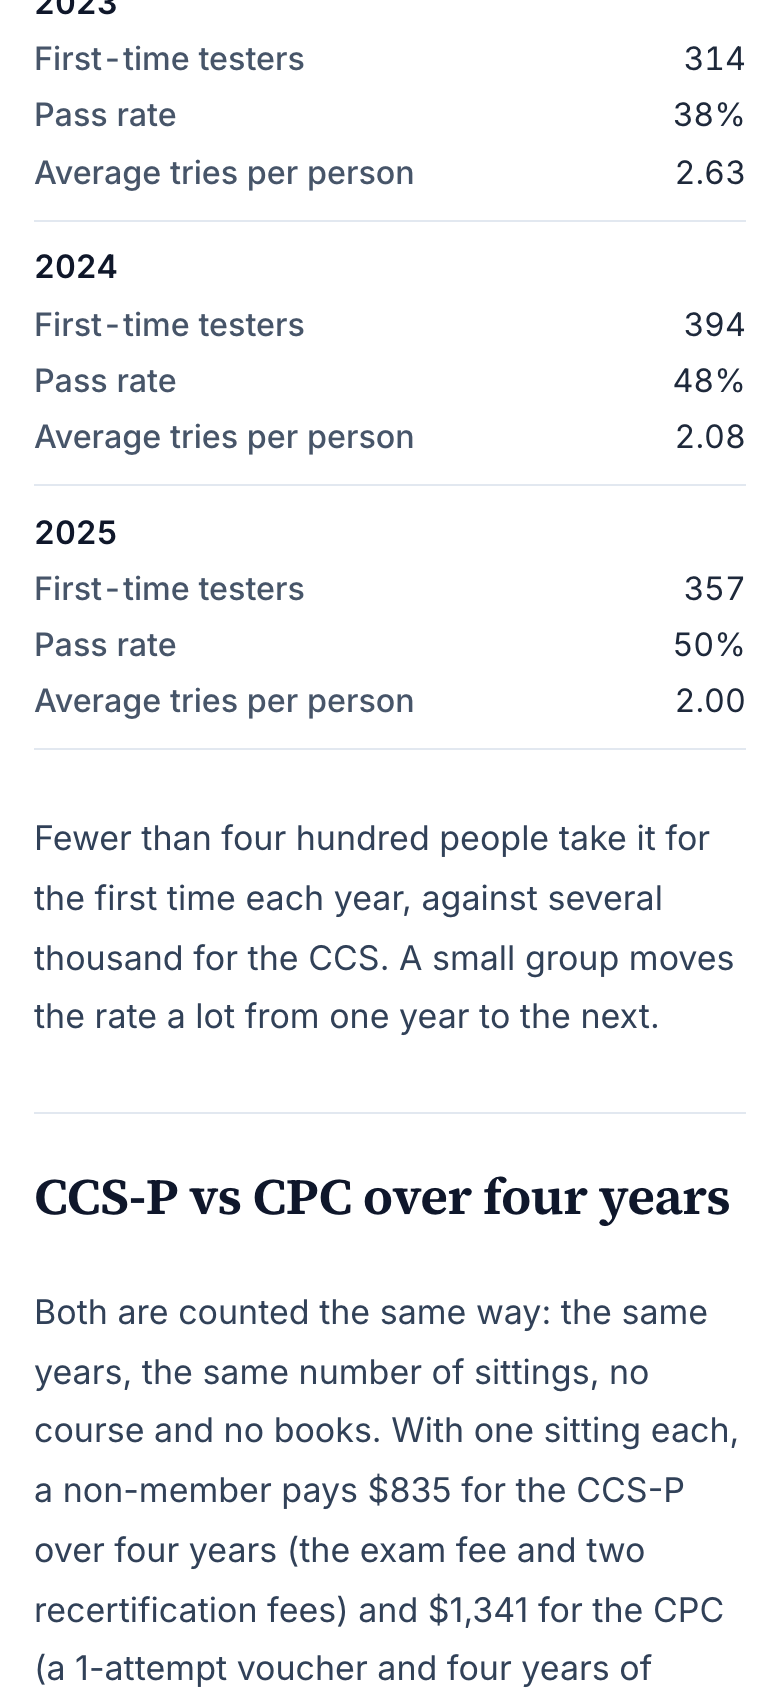 2023
First-time testers 314
Pass rate 38%
Average tries per person 2.63
2024
First-time testers 394
Pass rate 48%
Average tries per person 2.08
2025
First-time testers 357
Pass rate 50%
Average tries per person 2.00
Fewer than four hundred people take it for
the first time each year, against several
thousand for the CCS. A small group moves
the rate a lot from one year to the next.
CCS-P vs CPC over four years
Both are counted the same way: the same
years, the same number of sittings, no
course and no books. With one sitting each,
a non-member pays $835 for the CCS-P
over four years (the exam fee and two
recertification fees) and $1,341 for the CPC
(a 1-attempt voucher and four years of